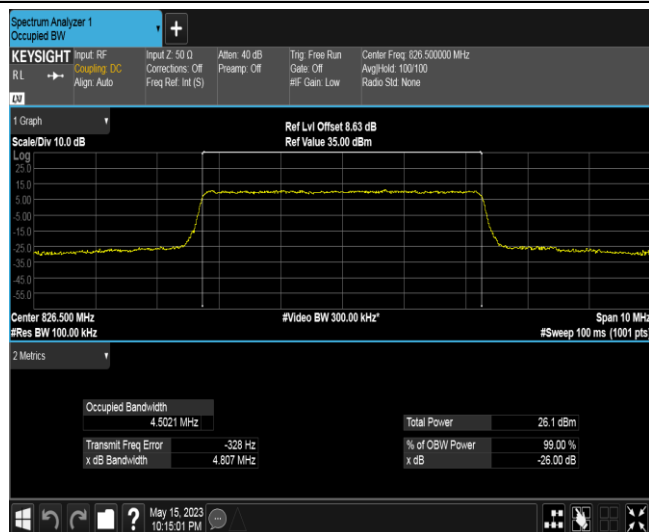 Spectrum Analyzer 1
Occupied BW
+
KEYSIGHT
RL
Input: RF
Coupling: DC
Align: Auto
Input Z: 50 Ω
Corrections: Off
Freq Ref: Int (S)
Atten: 40 dB
Preamp: Off
Trig: Free Run
Gate: Off
#IF Gain: Low
Center Freq: 826.500000 MHz
Avg|Hold: 100/100
Radio Std: None
LXI
1 Graph
Ref Lvl Offset 8.63 dB
Scale/Div 10.0 dB
Ref Value 35.00 dBm
Log
25.0
15.0
5.00
-5.00
-15.0
-25.0
-35.0
-45.0
-55.0
Center 826.500 MHz
#Video BW 300.00 kHz*
Span 10 MHz
#Res BW 100.00 kHz
#Sweep 100 ms (1001 pts)
2 Metrics
Occupied Bandwidth
4.5021 MHz
Total Power 26.1 dBm
Transmit Freq Error -328 Hz
% of OBW Power 99.00 %
x dB Bandwidth 4.807 MHz
x dB -26.00 dB
?
May 15, 2023
10:15:01 PM